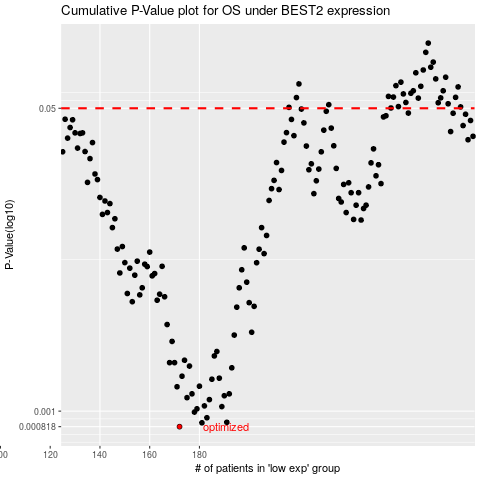 Cumulative P-Value plot for OS under BEST2 expression
P-Value(log10)
0.05
0.001
0.000818
optimized
00 120 140 160 180
# of patients in 'low exp' group